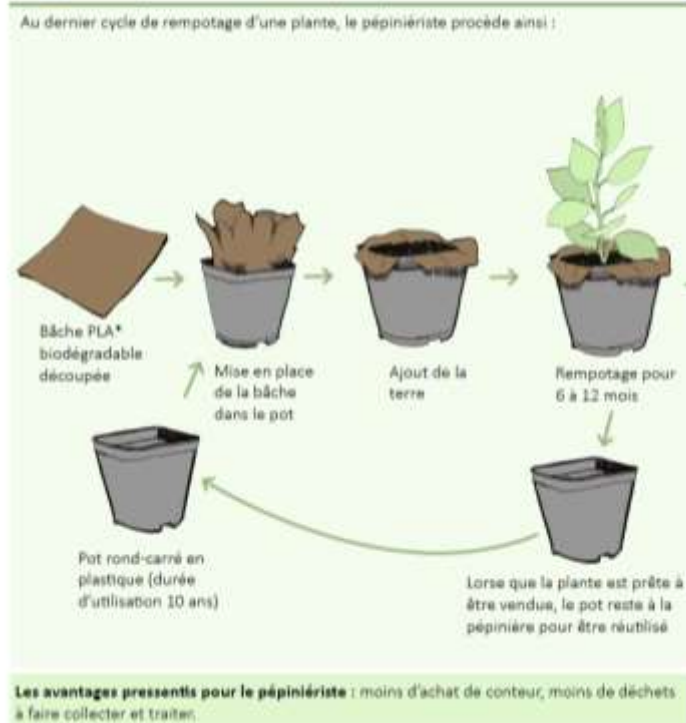 Au dernier cycle de rempotage d'une plante, le pépiniériste procède ainsi :
Bâche PLA*
biodégradable
découpée
Mise en place
de la bâche
dans le pot
Ajout de la
terre
Rempotage pour
6 à 12 mois
Pot rond-carré en
plastique (durée
d'utilisation 10 ans)
Lorse que la plante est prête à
être vendue, le pot reste à la
pépinière pour être réutilisé
Les avantages pressentis pour le pépiniériste : moins d'achat de conteur, moins de déchets
à faire collecter et traiter.